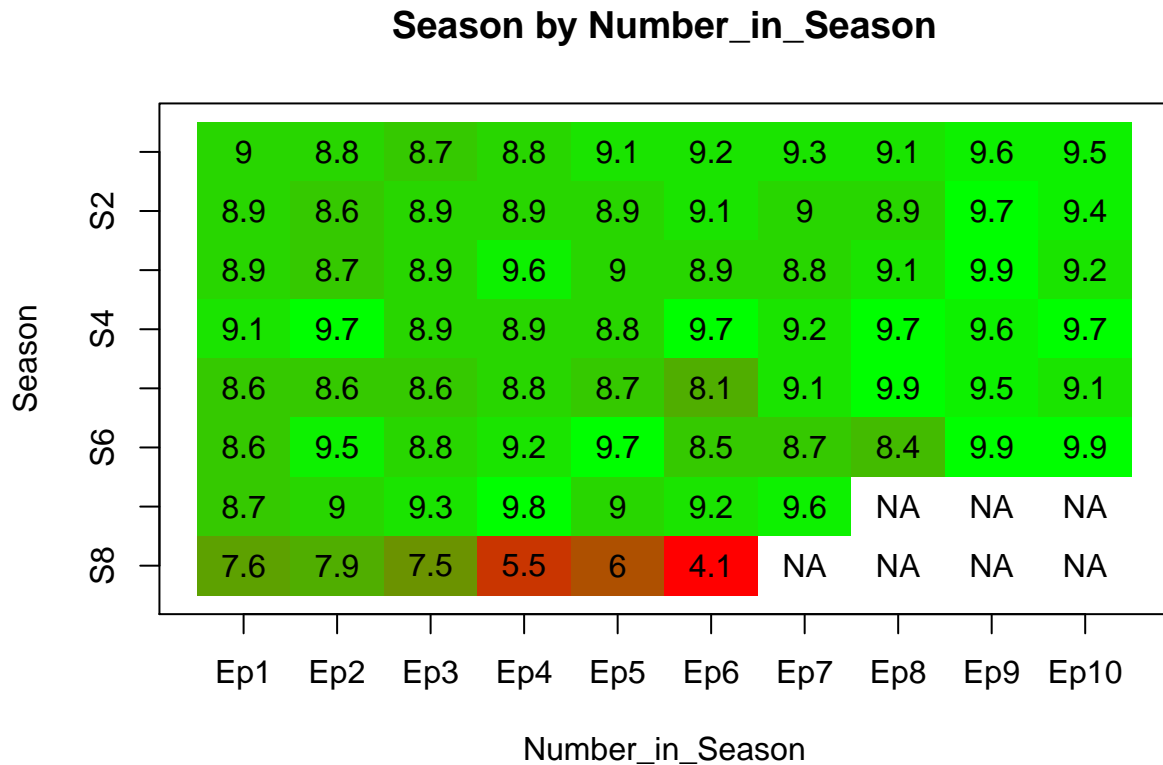 Season by Number_in_Season
9 8.8 8.7 8.8 9.1 9.2 9.3 9.1 9.6 9.5
S2 8.9 8.6 8.9 8.9 8.9 9.1 9 8.9 9.7 9.4
8.9 8.7 8.9 9.6 9 8.9 8.8 9.1 9.9 9.2
S4 9.1 9.7 8.9 8.9 8.8 9.7 9.2 9.7 9.6 9.7
Season
8.6 8.6 8.6 8.8 8.7 8.1 9.1 9.9 9.5 9.1
S6 8.6 9.5 8.8 9.2 9.7 8.5 8.7 8.4 9.9 9.9
8.7 9 9.3 9.8 9 9.2 9.6 NA NA NA
S8 7.6 7.9 7.5 5.5 6 4.1 NA NA NA NA
Ep1 Ep2 Ep3 Ep4 Ep5 Ep6 Ep7 Ep8 Ep9 Ep10
Number_in_Season